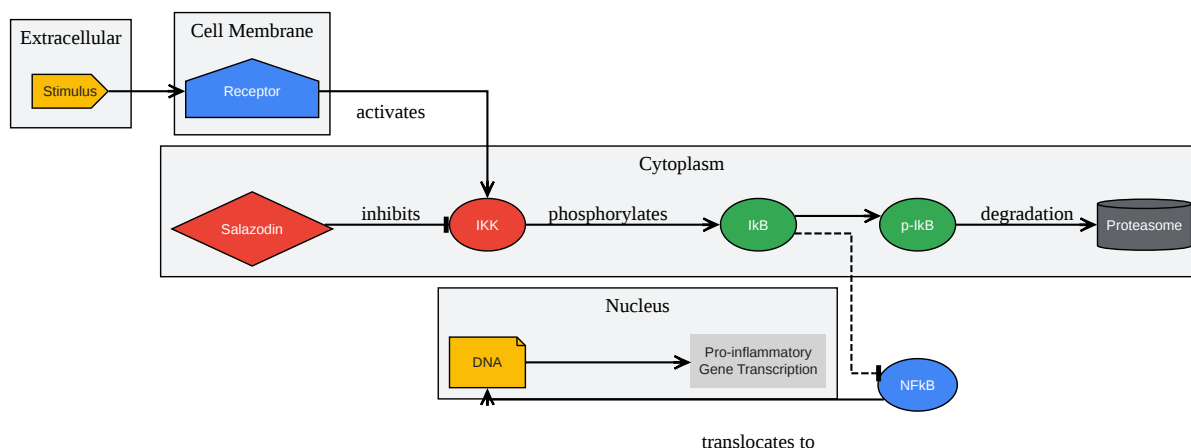 Extracellular
Cell Membrane
Stimulus
Receptor
activates
Cytoplasm
Salazodin
inhibits
IKK
phosphorylates
IkB
p-IkB
degradation
Proteasome
Nucleus
DNA
Pro-inflammatory
Gene Transcription
NFkB
translocates to